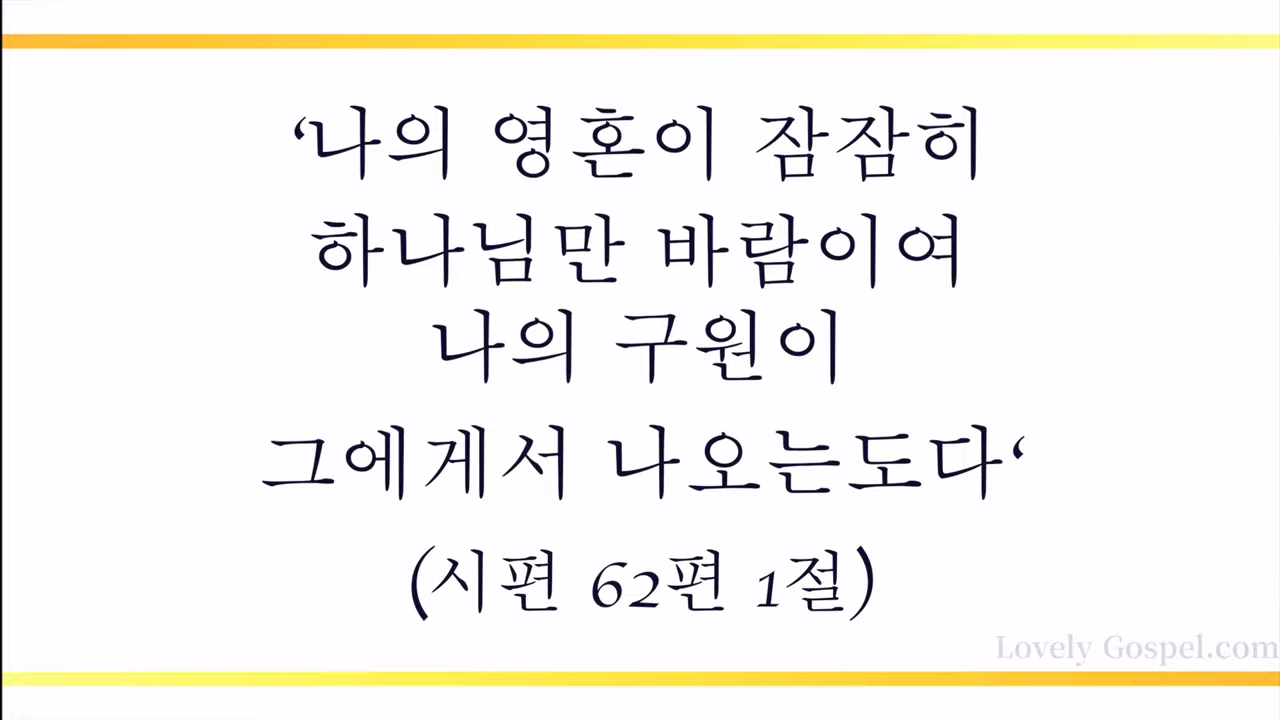 ‘나의 영혼이 잠잠히
하나님만 바람이여
나의 구원이
그에게서 나오는도다‘
(시편 62편 1절)
Lovely Gospel.com